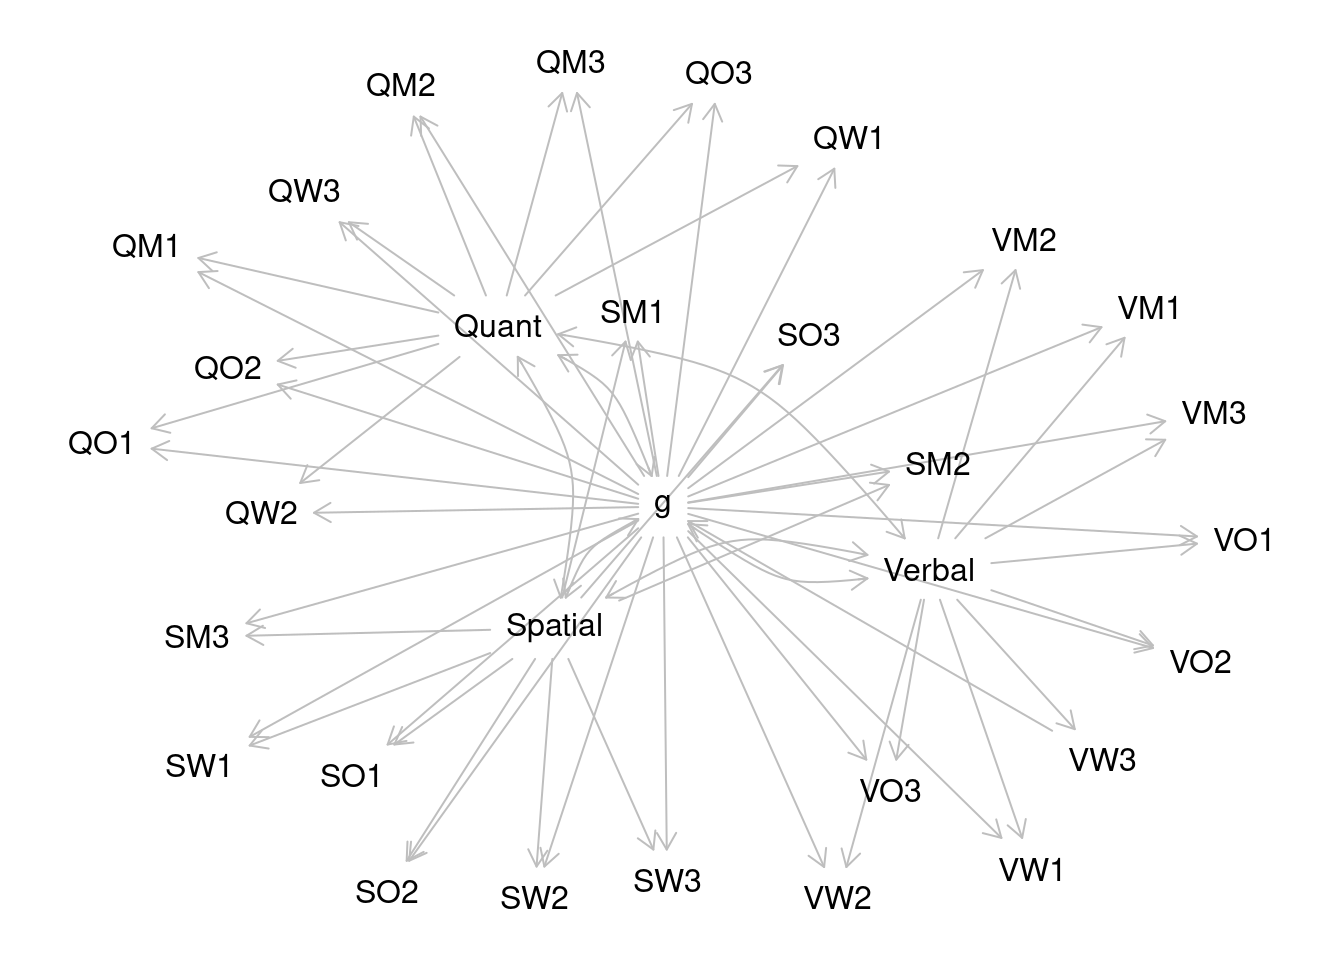 QM3
QO3
QM2
QW1
QW3
VM2
QM1
VM1
SM1
Quant
SO3
QO2
VM3
QO1
SM2
g
QW2
VO1
Verbal
Spatial
SM3
VO2
VW3
SW1
SO1
VO3
VW1
SW3
SO2
SW2
VW2